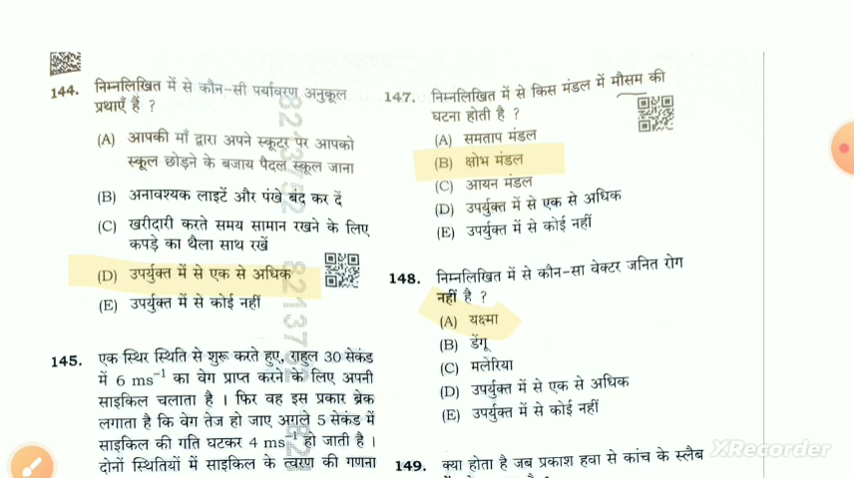 144. निम्नलिखित में से कौन-सी पर्यावरण अनुकूल
प्रथाएँ हैं ?
(A) आपकी माँ द्वारा अपने स्कूटर पर आपको
स्कूल छोड़ने के बजाय पैदल स्कूल जाना
(B) अनावश्यक लाइटें और पंखे बंद कर दें
(C) खरीदारी करते समय सामान रखने के लिए
कपड़े का थैला साथ रखें
(D) उपर्युक्त में से एक से अधिक
(E) उपर्युक्त में से कोई नहीं
145. एक स्थिर स्थिति से शुरू करते हुए, राहुल 30 सेकंड
में 6 ms⁻¹ का वेग प्राप्त करने के लिए अपनी
साइकिल चलाता है । फिर वह इस प्रकार ब्रेक
लगाता है कि वेग तेज हो जाए अगले 5 सेकंड में
साइकिल की गति घटकर 4 ms⁻¹ हो जाती है ।
दोनों स्थितियों में साइकिल के त्वरण की गणना
147. निम्नलिखित में से किस मंडल में मौसम की
घटना होती है ?
(A) समताप मंडल
(B) क्षोभ मंडल
(C) आयन मंडल
(D) उपर्युक्त में से एक से अधिक
(E) उपर्युक्त में से कोई नहीं
148. निम्नलिखित में से कौन-सा वेक्टर जनित रोग
नहीं है ?
(A) यक्ष्मा
(B) डेंगू
(C) मलेरिया
(D) उपर्युक्त में से एक से अधिक
(E) उपर्युक्त में से कोई नहीं
149. क्या होता है जब प्रकाश हवा से कांच के स्लैब
8213752
8213752
XRecorder